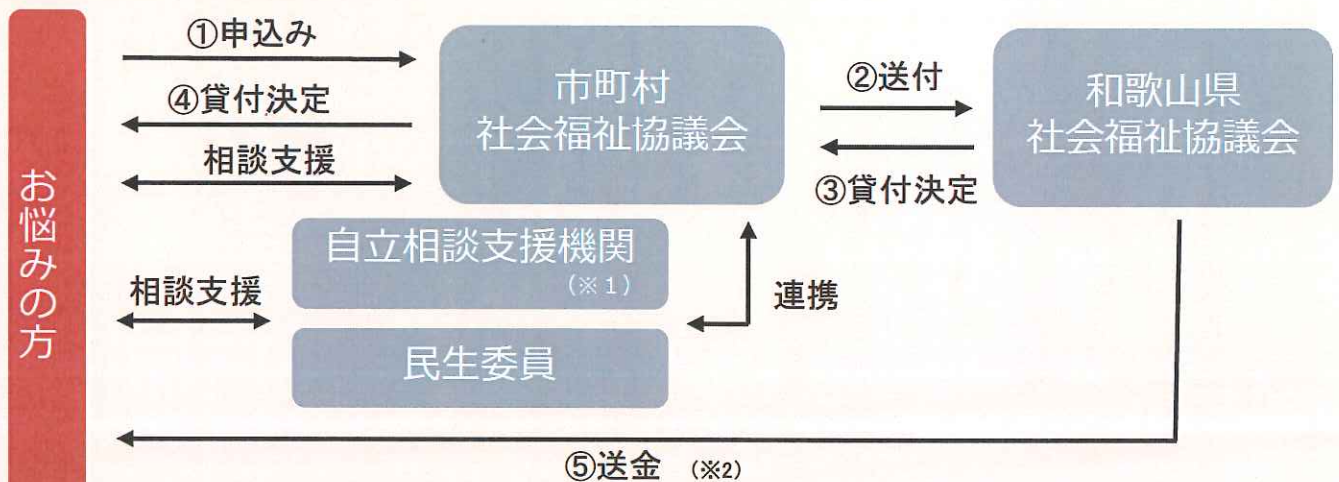 お悩みの方
①申込み
④貸付決定
相談支援
市町村
社会福祉協議会
②送付
③貸付決定
和歌山県
社会福祉協議会
相談支援
自立相談支援機関
(※1)
民生委員
連携
⑤送金 (※2)